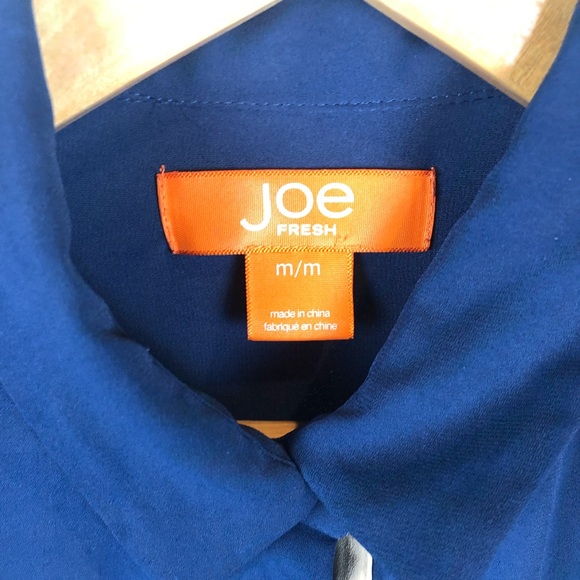 Joe
FRESH
m/m
made in china
fabriqué en chine